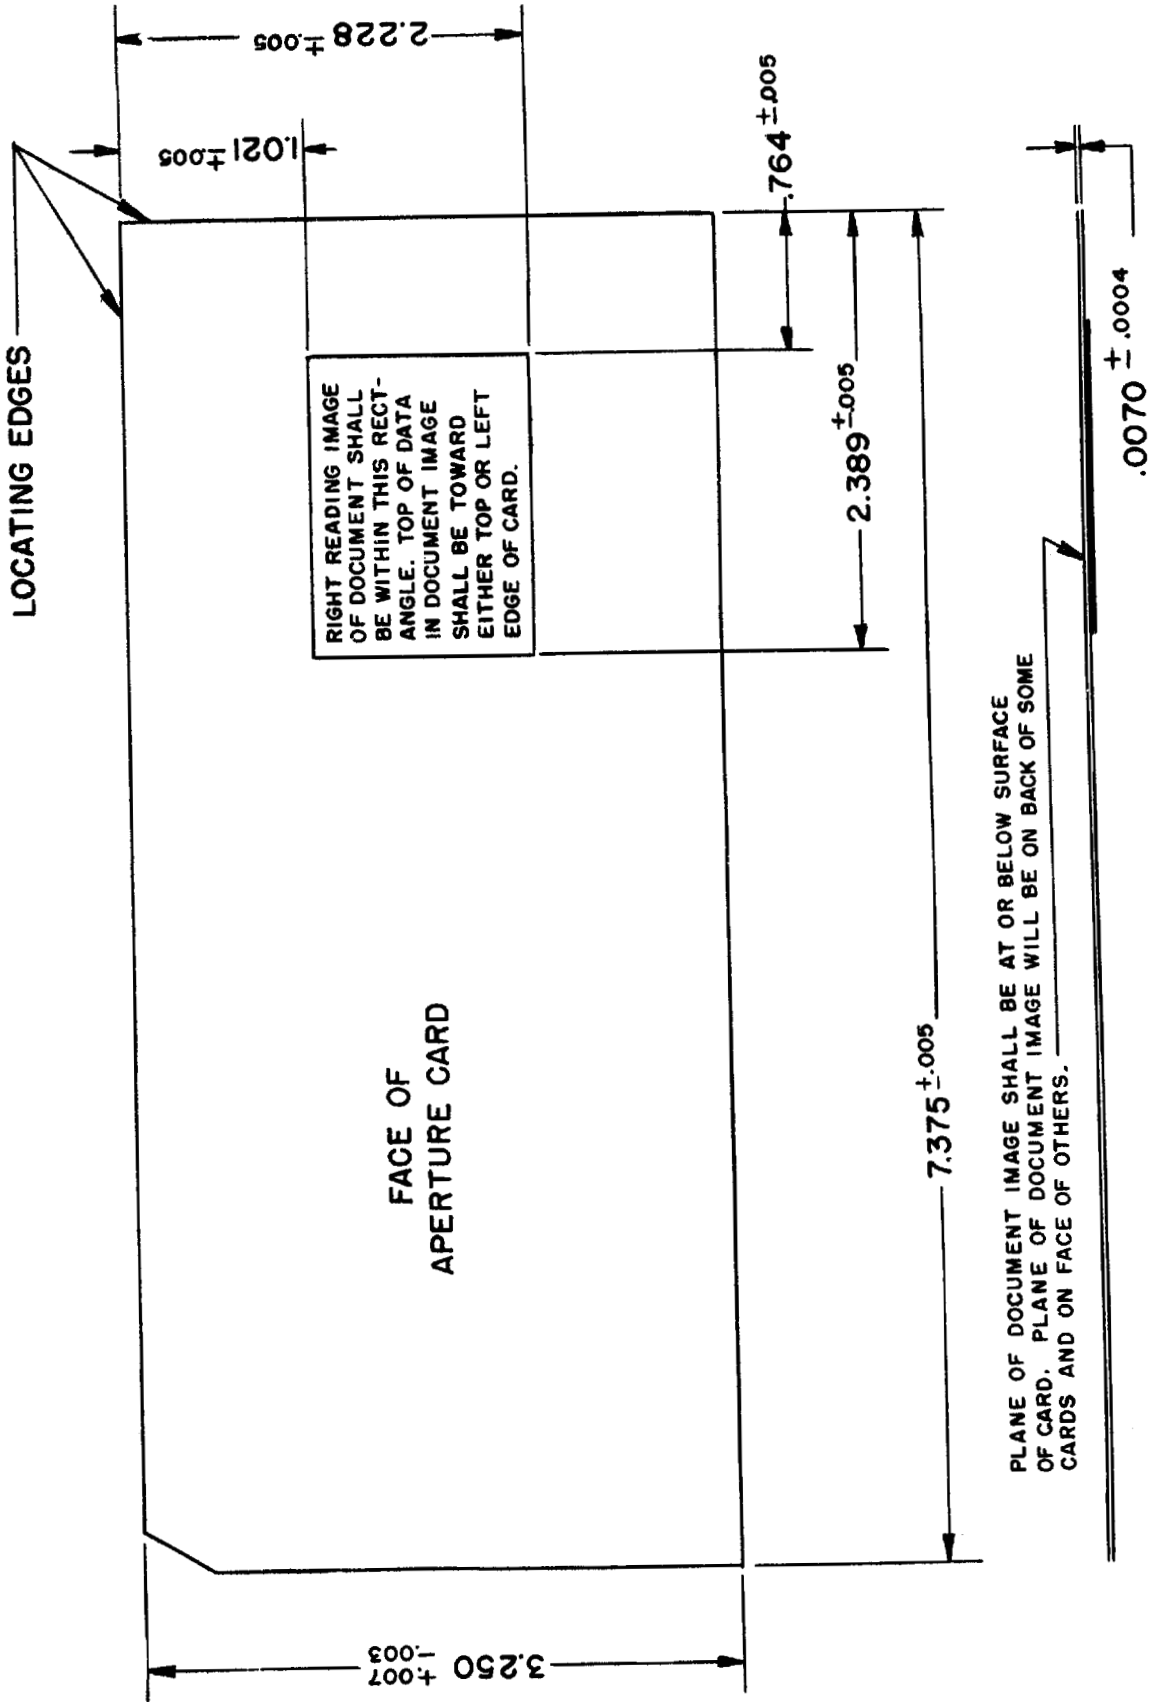 LOCATING EDGES
2.228 ±.005
1.021 ±.005
.764 ±.005
RIGHT READING IMAGE
OF DOCUMENT SHALL
BE WITHIN THIS RECT-
ANGLE. TOP OF DATA
IN DOCUMENT IMAGE
SHALL BE TOWARD
EITHER TOP OR LEFT
EDGE OF CARD.
FACE OF
APERTURE CARD
2.389 ±.005
7.375 ±.005
3.250 +.007
-.003
PLANE OF DOCUMENT IMAGE SHALL BE AT OR BELOW SURFACE
OF CARD. PLANE OF DOCUMENT IMAGE WILL BE ON BACK OF SOME
CARDS AND ON FACE OF OTHERS.
.0070 ±.0004